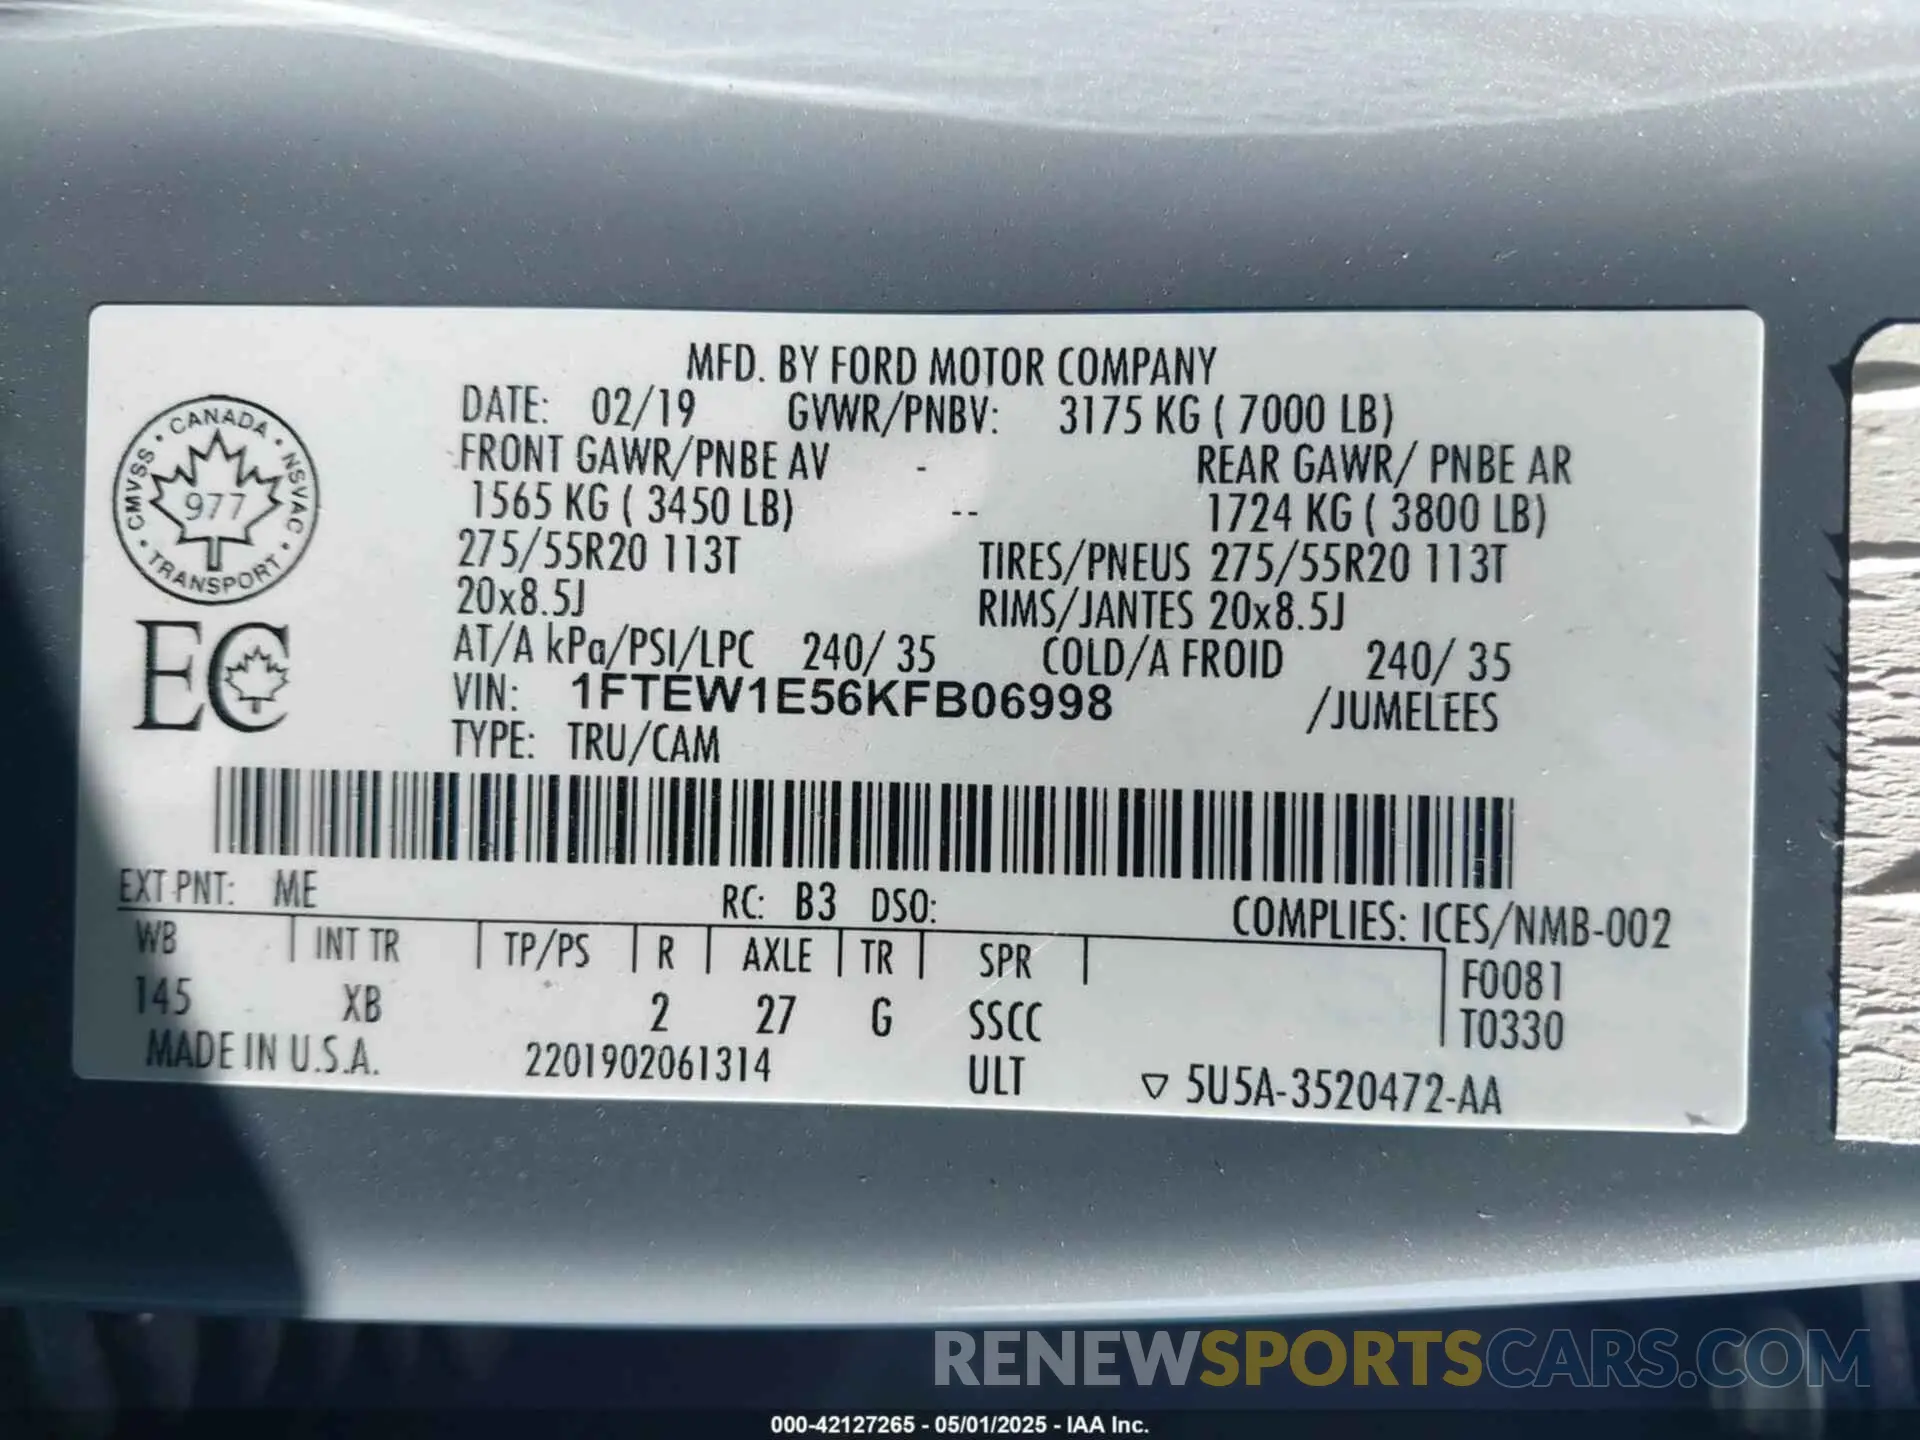 MFD. BY FORD MOTOR COMPANY
DATE: 02/19 GVWR/PNBV: 3175 KG ( 7000 LB)
FRONT GAWR/PNBE AV - REAR GAWR/ PNBE AR
1565 KG ( 3450 LB) -- 1724 KG ( 3800 LB)
275/55R20 113T TIRES/PNEUS 275/55R20 113T
20x8.5J RIMS/JANTES 20x8.5J
AT/A kPa/PSI/LPC 240/ 35 COLD/A FROID 240/ 35
VIN: 1FTEW1E56KFB06998 /JUMELEES
TYPE: TRU/CAM
CANADA • NSVAC • TRANSPORT • CMVSS •
977
EC
EXT PNT: ME RC: B3 DSO: COMPLIES: ICES/NMB-002
WB | INT TR | TP/PS | R | AXLE | TR | SPR | F0081
145 XB 2 27 G SSCC T0330
MADE IN U.S.A. 2201902061314 ULT ▽ 5U5A-3520472-AA
RENEWSPORTSCARS.COM
000-42127265 - 05/01/2025 - IAA Inc.